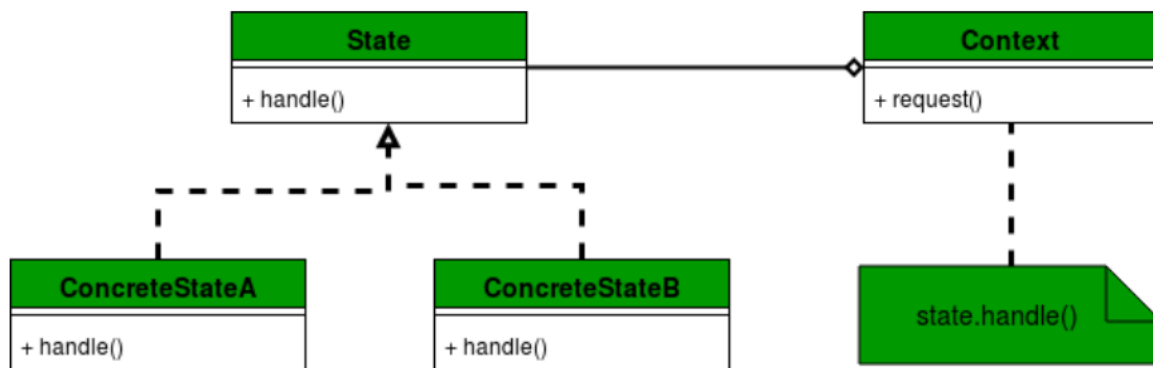 State
+ handle()
Context
+ request()
ConcreteStateA
+ handle()
ConcreteStateB
+ handle()
state.handle()